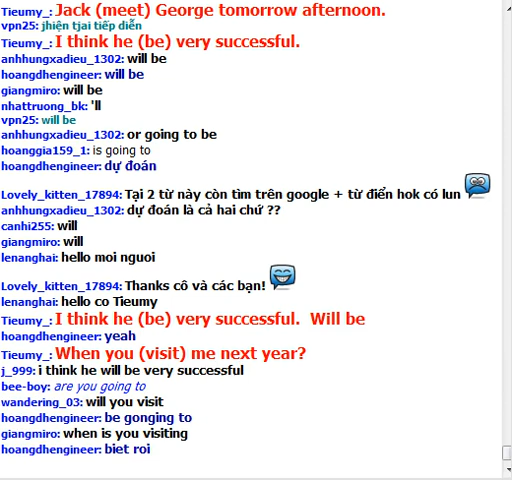 Tieumy_: Jack (meet) George tomorrow afternoon.
vpn25: jhiện tjai tiếp diễn
Tieumy_: I think he (be) very successful.
anhhungxadieu_1302: will be
hoangdhengineer: will be
giangmiro: will be
nhattruong_bk: 'll
vpn25: will be
anhhungxadieu_1302: or going to be
hoanggia159_1: is going to
hoangdhengineer: dự đoán
Lovely_kitten_17894: Tại 2 từ này còn tìm trên google + từ điển hok có lun
anhhungxadieu_1302: dự đoán là cả hai chứ ??
canhi255: will
giangmiro: will
lenanghai: hello moi nguoi
Lovely_kitten_17894: Thanks cô và các bạn!
lenanghai: hello co Tieumy
Tieumy_: I think he (be) very successful.  Will be
hoangdhengineer: yeah
Tieumy_: When you (visit) me next year?
j_999: i think he will be very successful
bee-boy: are you going to
wandering_03: will you visit
hoangdhengineer: be gonging to
giangmiro: when is you visiting
hoangdhengineer: biet roi